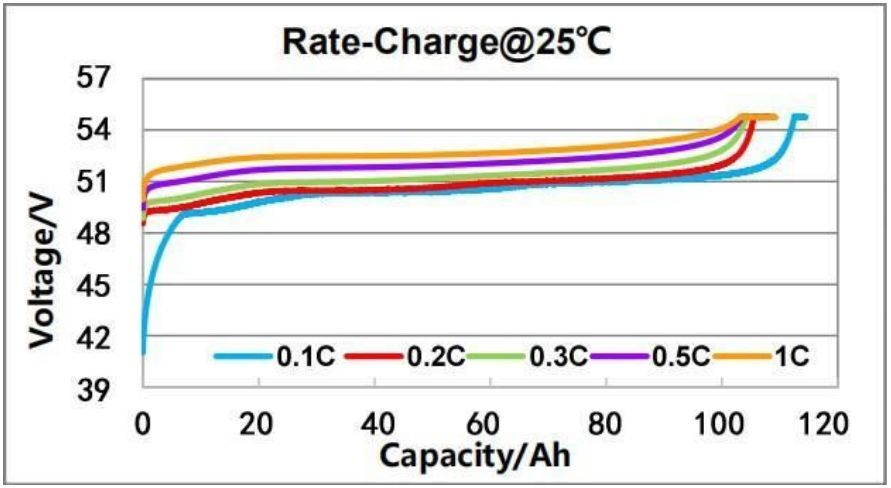 Rate-Charge@25℃
57
54
51
48
45
42
39
Voltage/V
0.1C 0.2C 0.3C 0.5C 1C
0 20 40 60 80 100 120
Capacity/Ah